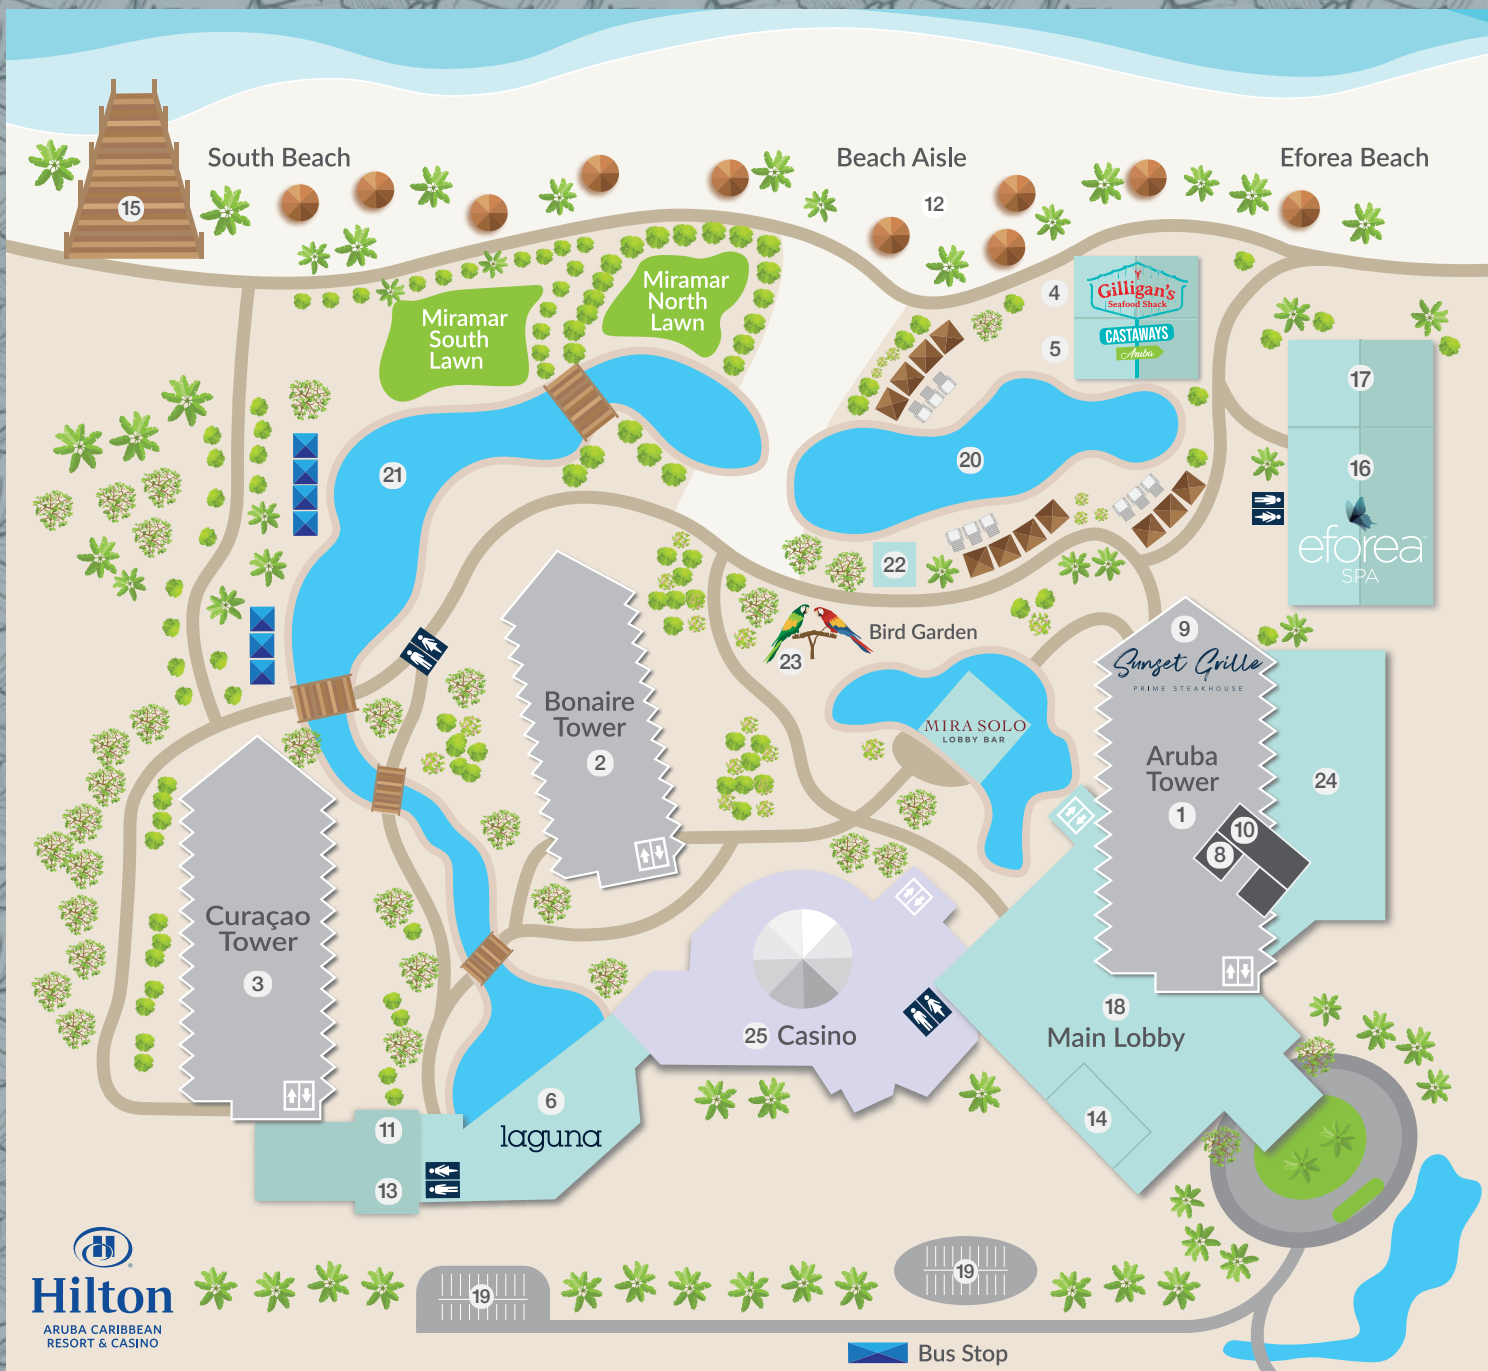 South Beach
Beach Aisle
Eforea Beach
15
12
Miramar
North
Lawn
Miramar
South
Lawn
4
Gilligan's
Seafood Shack
5
CASTAWAYS
Aruba
17
16
eforea
SPA
21
20
22
23
Bird Garden
9
Sunset Grille
PRIME STEAKHOUSE
Bonaire
Tower
2
MIRA SOLO
LOBBY BAR
Aruba
Tower
1
24
10
8
Curaçao
Tower
3
25 Casino
18
Main Lobby
14
6
laguna
11
13
19
19
Hilton
ARUBA CARIBBEAN
RESORT & CASINO
Bus Stop